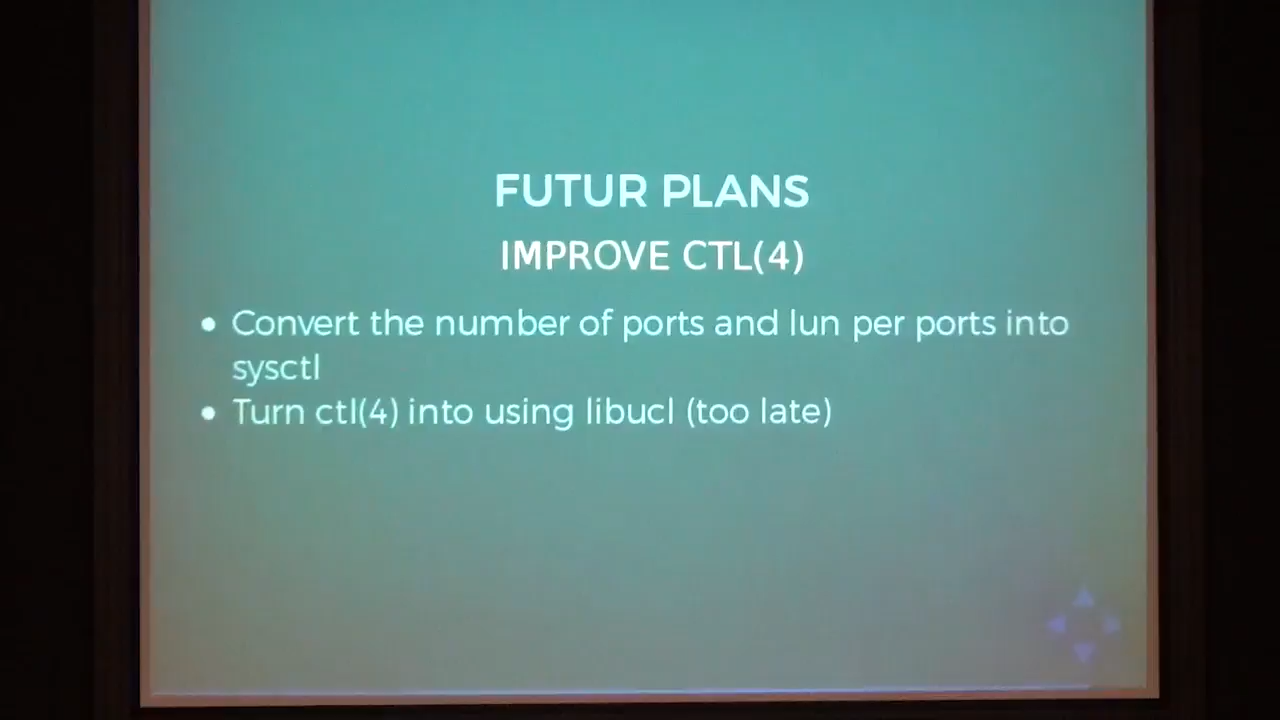 FUTUR PLANS
IMPROVE CTL(4)
• Convert the number of ports and lun per ports into
sysctl
• Turn ctl(4) into using libucl (too late)